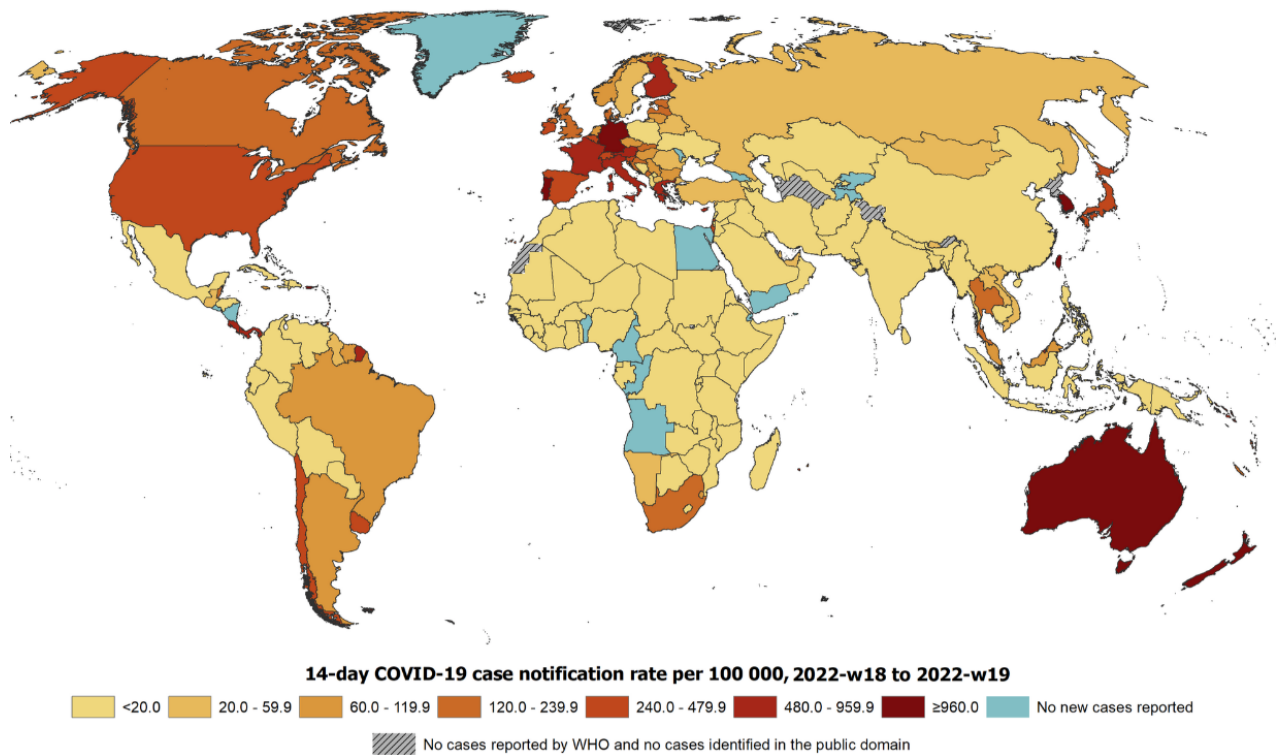 14-day COVID-19 case notification rate per 100 000, 2022-w18 to 2022-w19
<20.0 20.0 - 59.9 60.0 - 119.9 120.0 - 239.9 240.0 - 479.9 480.0 - 959.9 ≥960.0 No new cases reported
No cases reported by WHO and no cases identified in the public domain